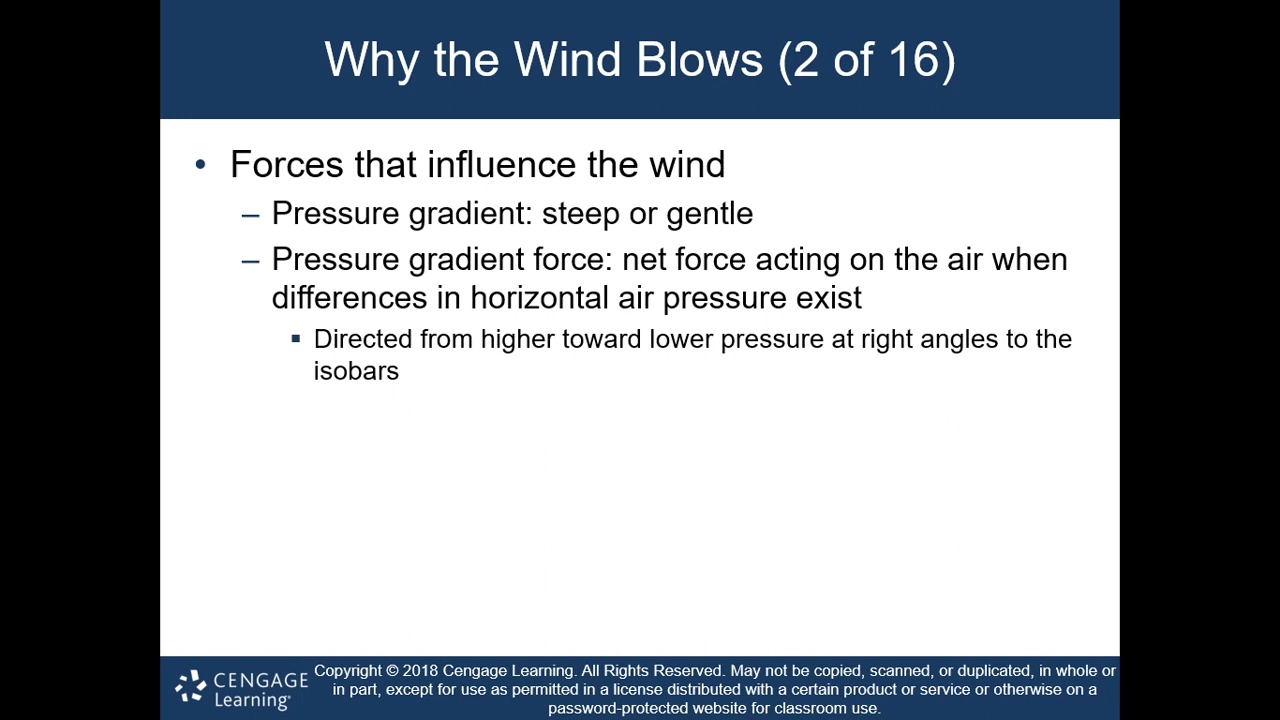 Why the Wind Blows (2 of 16)
• Forces that influence the wind
– Pressure gradient: steep or gentle
– Pressure gradient force: net force acting on the air when
differences in horizontal air pressure exist
▪ Directed from higher toward lower pressure at right angles to the
isobars
CENGAGE
Learning®
Copyright © 2018 Cengage Learning. All Rights Reserved. May not be copied, scanned, or duplicated, in whole or
in part, except for use as permitted in a license distributed with a certain product or service or otherwise on a
password-protected website for classroom use.